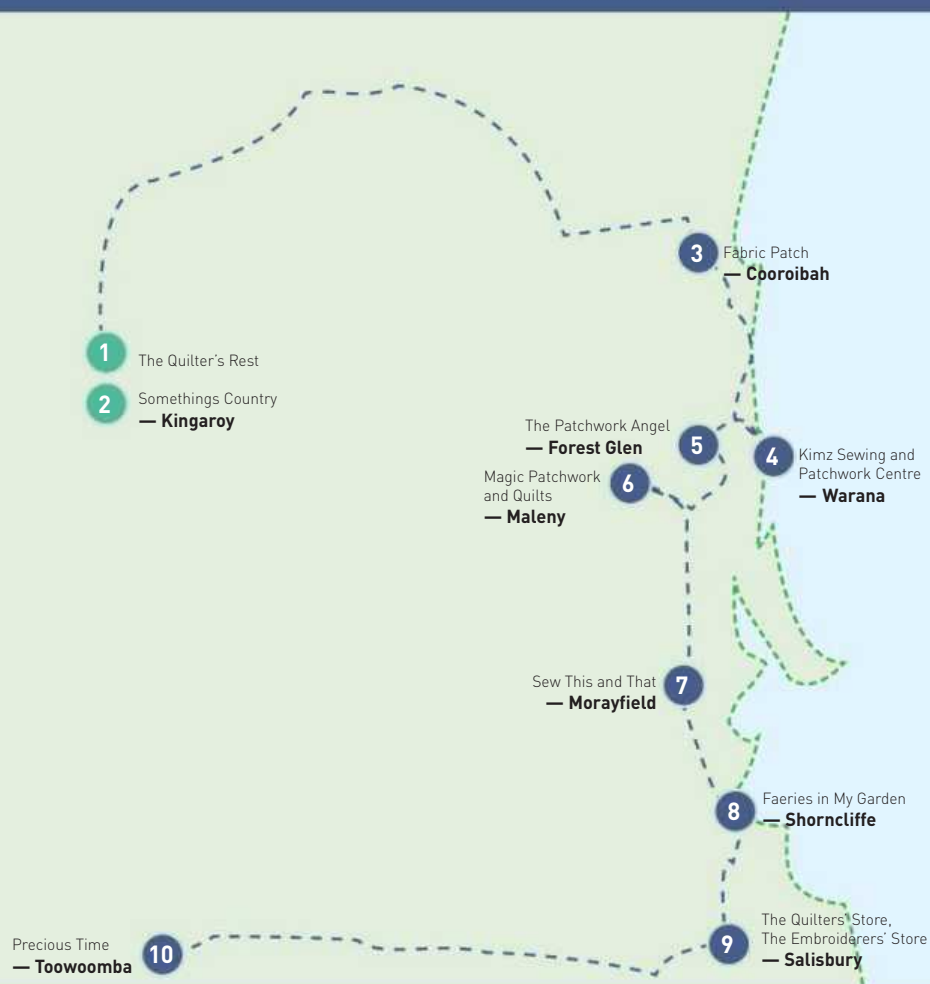 3
Fabric Patch
— Cooroibah
1
The Quilter's Rest
2
Somethings Country
— Kingaroy
The Patchwork Angel
— Forest Glen
5
4
Kimz Sewing and
Patchwork Centre
— Warana
Magic Patchwork
and Quilts
— Maleny
6
Sew This and That
— Morayfield
7
8
Faeries in My Garden
— Shorncliffe
9
The Quilters' Store,
The Embroiderers' Store
— Salisbury
Precious Time
— Toowoomba
10